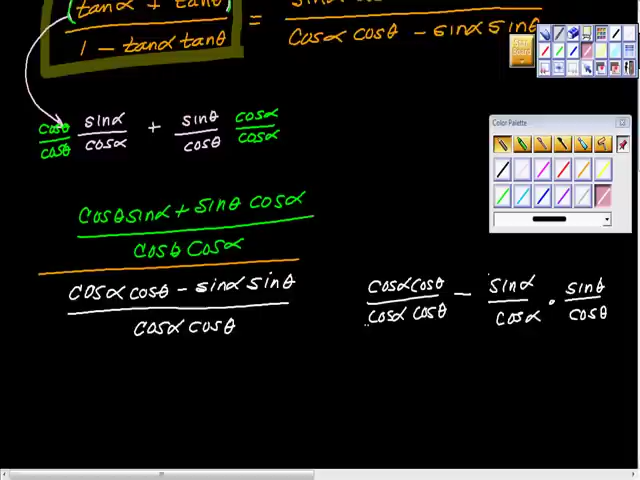 (tanα + tanθ)
1 - tanα tanθ
=
cosα cosθ - sinα sinθ
cosθ sinα + sinθ cosα
cosθ cosα cosθ cosα
cosθ sinα + sinθ cosα
cosθ cosα
cosα cosθ - sinα sinθ
cosα cosθ
cosα cosθ - sinα · sinθ
cosα cosθ cosα cosθ
Color Palette